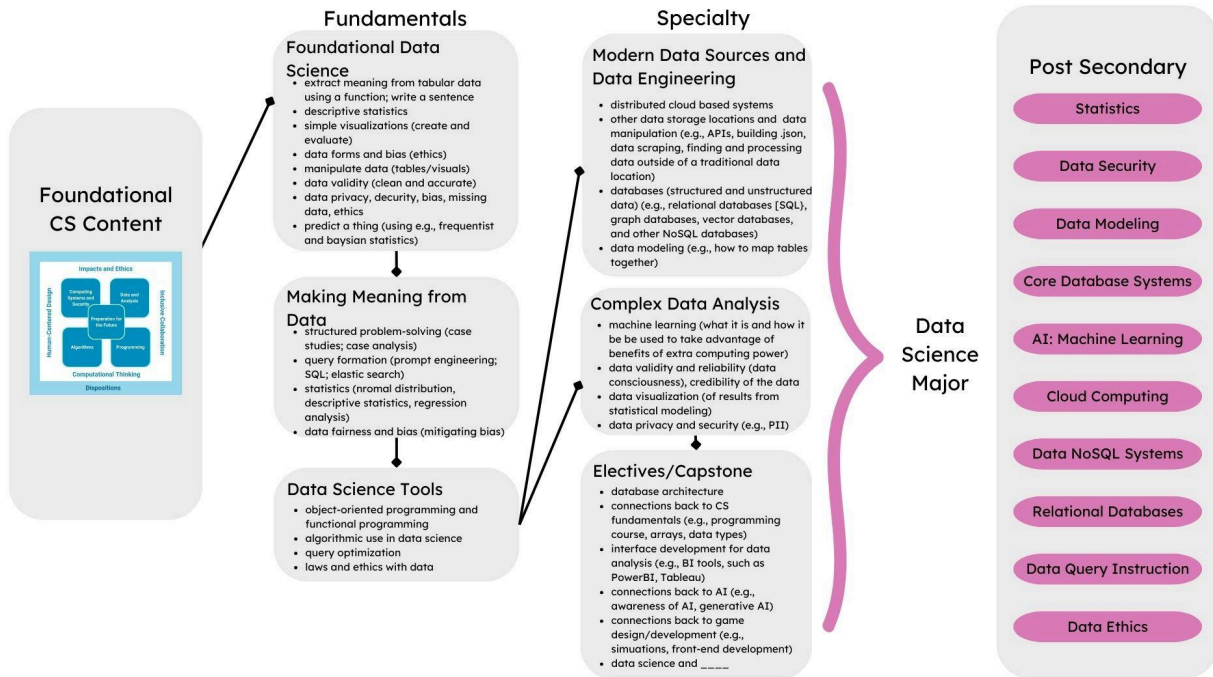 Foundational
CS Content
Impacts and Ethics
Human-Centered Design
Computing
Systems and
Security
Data and
Analysis
Preparation for
the Future
Algorithms
Programming
Inclusive Collaboration
Computational Thinking
Dispositions
Fundamentals
Foundational Data
Science
• extract meaning from tabular data
using a function; write a sentence
• descriptive statistics
• simple visualizations (create and
evaluate)
• data forms and bias (ethics)
• manipulate data (tables/visuals)
• data validity (clean and accurate)
• data privacy, decurity, bias, missing
data, ethics
• predict a thing (using e.g., frequentist
and baysian statistics)
Making Meaning from
Data
• structured problem-solving (case
studies; case analysis)
• query formation (prompt engineering;
SQL; elastic search)
• statistics (nromal distribution,
descriptive statistics, regression
analysis)
• data fairness and bias (mitigating bias)
Data Science Tools
• object-oriented programming and
functional programming
• algorithmic use in data science
• query optimization
• laws and ethics with data
Specialty
Modern Data Sources and
Data Engineering
• distributed cloud based systems
• other data storage locations and data
manipulation (e.g., APIs, building .json,
data scraping, finding and processing
data outside of a traditional data
location)
• databases (structured and unstructured
data) (e.g., relational databases [SQL},
graph databases, vector databases,
and other NoSQL databases)
• data modeling (e.g., how to map tables
together)
Complex Data Analysis
• machine learning (what it is and how it
be be used to take advantage of
benefits of extra computing power)
• data validity and reliability (data
consciousness), credibility of the data
• data visualization (of results from
statistical modeling)
• data privacy and security (e.g., PII)
Electives/Capstone
• database architecture
• connections back to CS
fundamentals (e.g., programming
course, arrays, data types)
• interface development for data
analysis (e.g., BI tools, such as
PowerBI, Tableau)
• connections back to AI (e.g.,
awareness of AI, generative AI)
• connections back to game
design/development (e.g.,
simuations, front-end development)
• data science and ____
Data
Science
Major
Post Secondary
Statistics
Data Security
Data Modeling
Core Database Systems
AI: Machine Learning
Cloud Computing
Data NoSQL Systems
Relational Databases
Data Query Instruction
Data Ethics